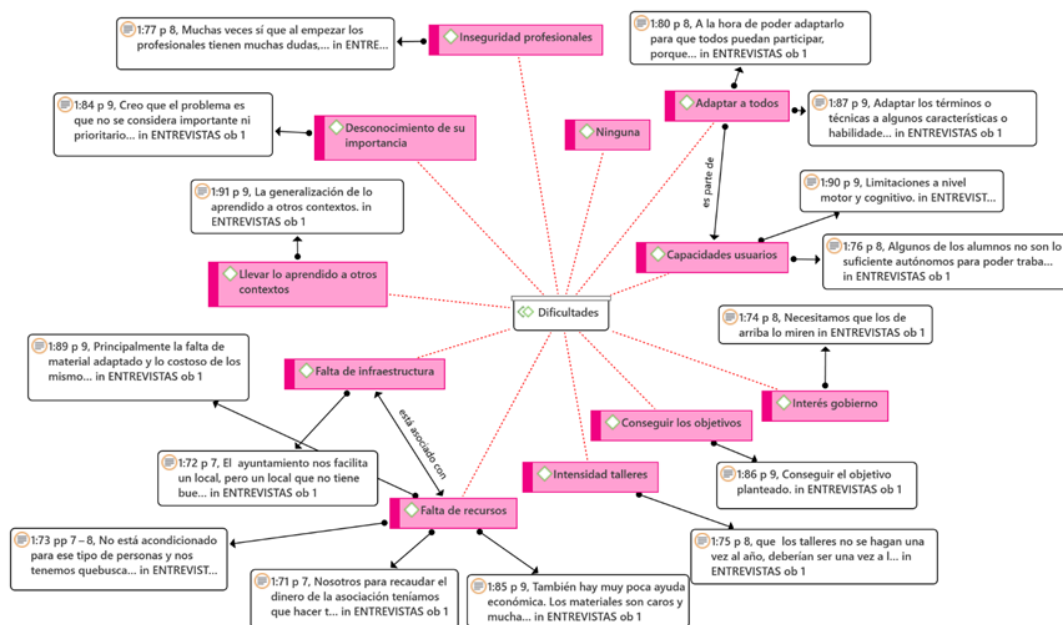 1:77 p 8, Muchas veces sí que al empezar los
profesionales tienen muchas dudas,... in ENTRE...
Inseguridad profesionales
1:80 p 8, A la hora de poder adaptarlo
para que todos puedan participar,
porque... in ENTREVISTAS ob 1
1:84 p 9, Creo que el problema es
que no se considera importante ni
prioritario... in ENTREVISTAS ob 1
Desconocimiento de su
importancia
Ninguna
Adaptar a todos
1:87 p 9, Adaptar los términos o
técnicas a algunos características o
habilidade... in ENTREVISTAS ob 1
es parte de
1:91 p 9, La generalización de lo
aprendido a otros contextos. in
ENTREVISTAS ob 1
1:90 p 9, Limitaciones a nivel
motor y cognitivo. in ENTREVIST...
Llevar lo aprendido a otros
contextos
Capacidades usuarios
1:76 p 8, Algunos de los alumnos no son lo
suficiente autónomos para poder traba...
in ENTREVISTAS ob 1
Dificultades
1:74 p 8, Necesitamos que los de
arriba lo miren in ENTREVISTAS ob 1
1:89 p 9, Principalmente la falta de
material adaptado y lo costoso de los
mismo... in ENTREVISTAS ob 1
Falta de infraestructura
Interés gobierno
está asociado con
Conseguir los objetivos
1:72 p 7, El ayuntamiento nos facilita
un local, pero un local que no tiene
bue... in ENTREVISTAS ob 1
Intensidad talleres
1:86 p 9, Conseguir el objetivo
planteado. in ENTREVISTAS ob 1
Falta de recursos
1:73 pp 7 – 8, No está acondicionado
para ese tipo de personas y nos
tenemos quebusca... in ENTREVIST...
1:75 p 8, que los talleres no se hagan una
vez al año, deberían ser una vez a l... in
ENTREVISTAS ob 1
1:71 p 7, Nosotros para recaudar el
dinero de la asociación teníamos
que hacer t... in ENTREVISTAS ob 1
1:85 p 9, También hay muy poca ayuda
económica. Los materiales son caros y
mucha... in ENTREVISTAS ob 1